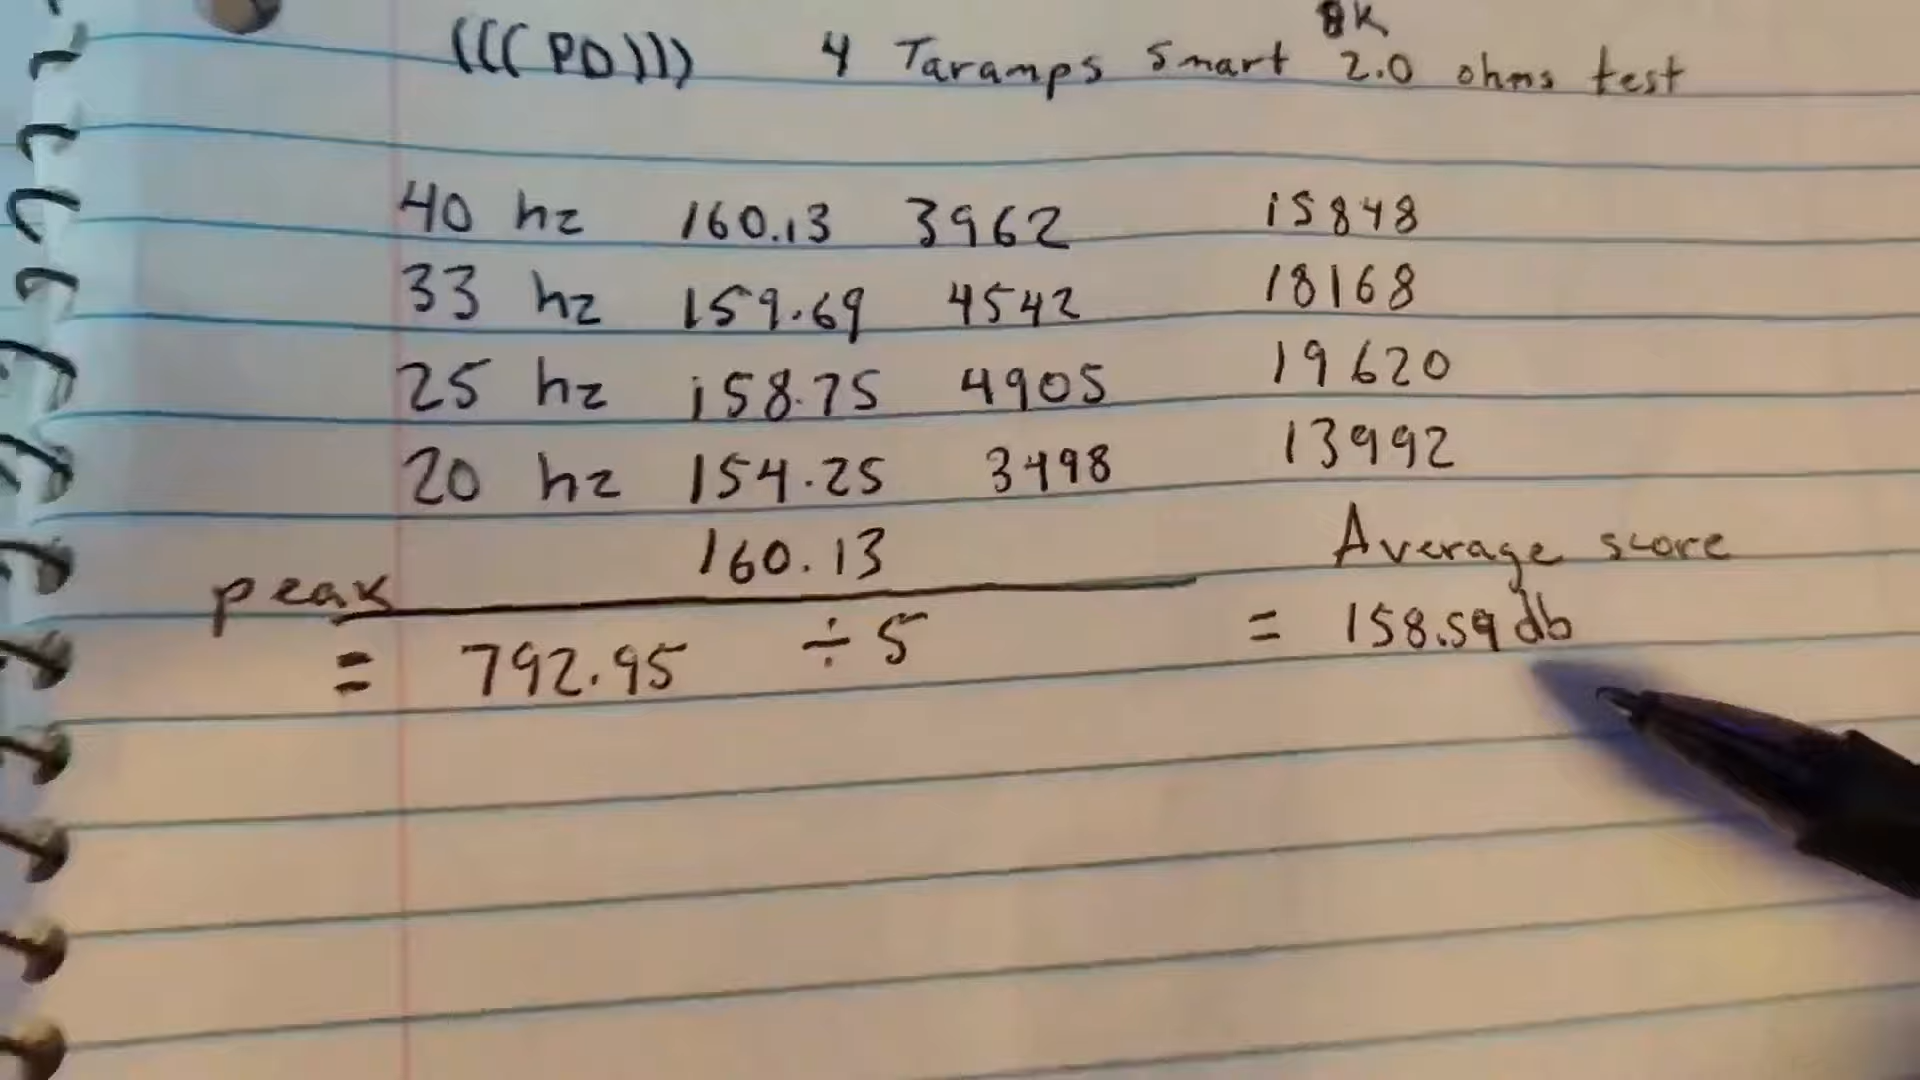 8K
(((PD))) 4 Taramps Smart 2.0 ohms test
40 hz 160.13 3962 15848
33 hz 159.69 4542 18168
25 hz 158.75 4905 19620
20 hz 154.25 3498 13992
peak 160.13 Average score
= 792.95 ÷ 5 = 158.59 db